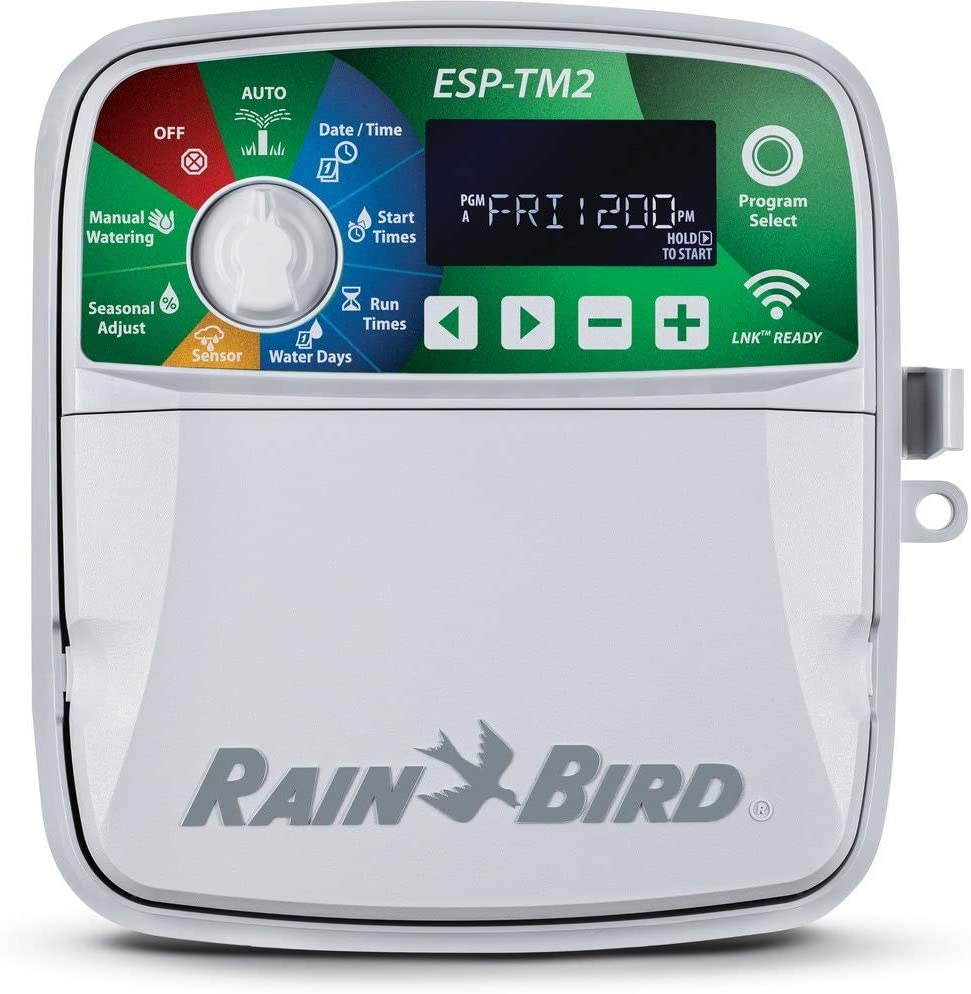 ESP-TM2
AUTO
OFF
Date / Time
Manual
Watering
Start
Times
Seasonal
Adjust
Run
Times
Sensor
Water Days
PGM
A
FRI 1200 PM
HOLD
TO START
Program
Select
LNK™ READY
RAIN BIRD ®